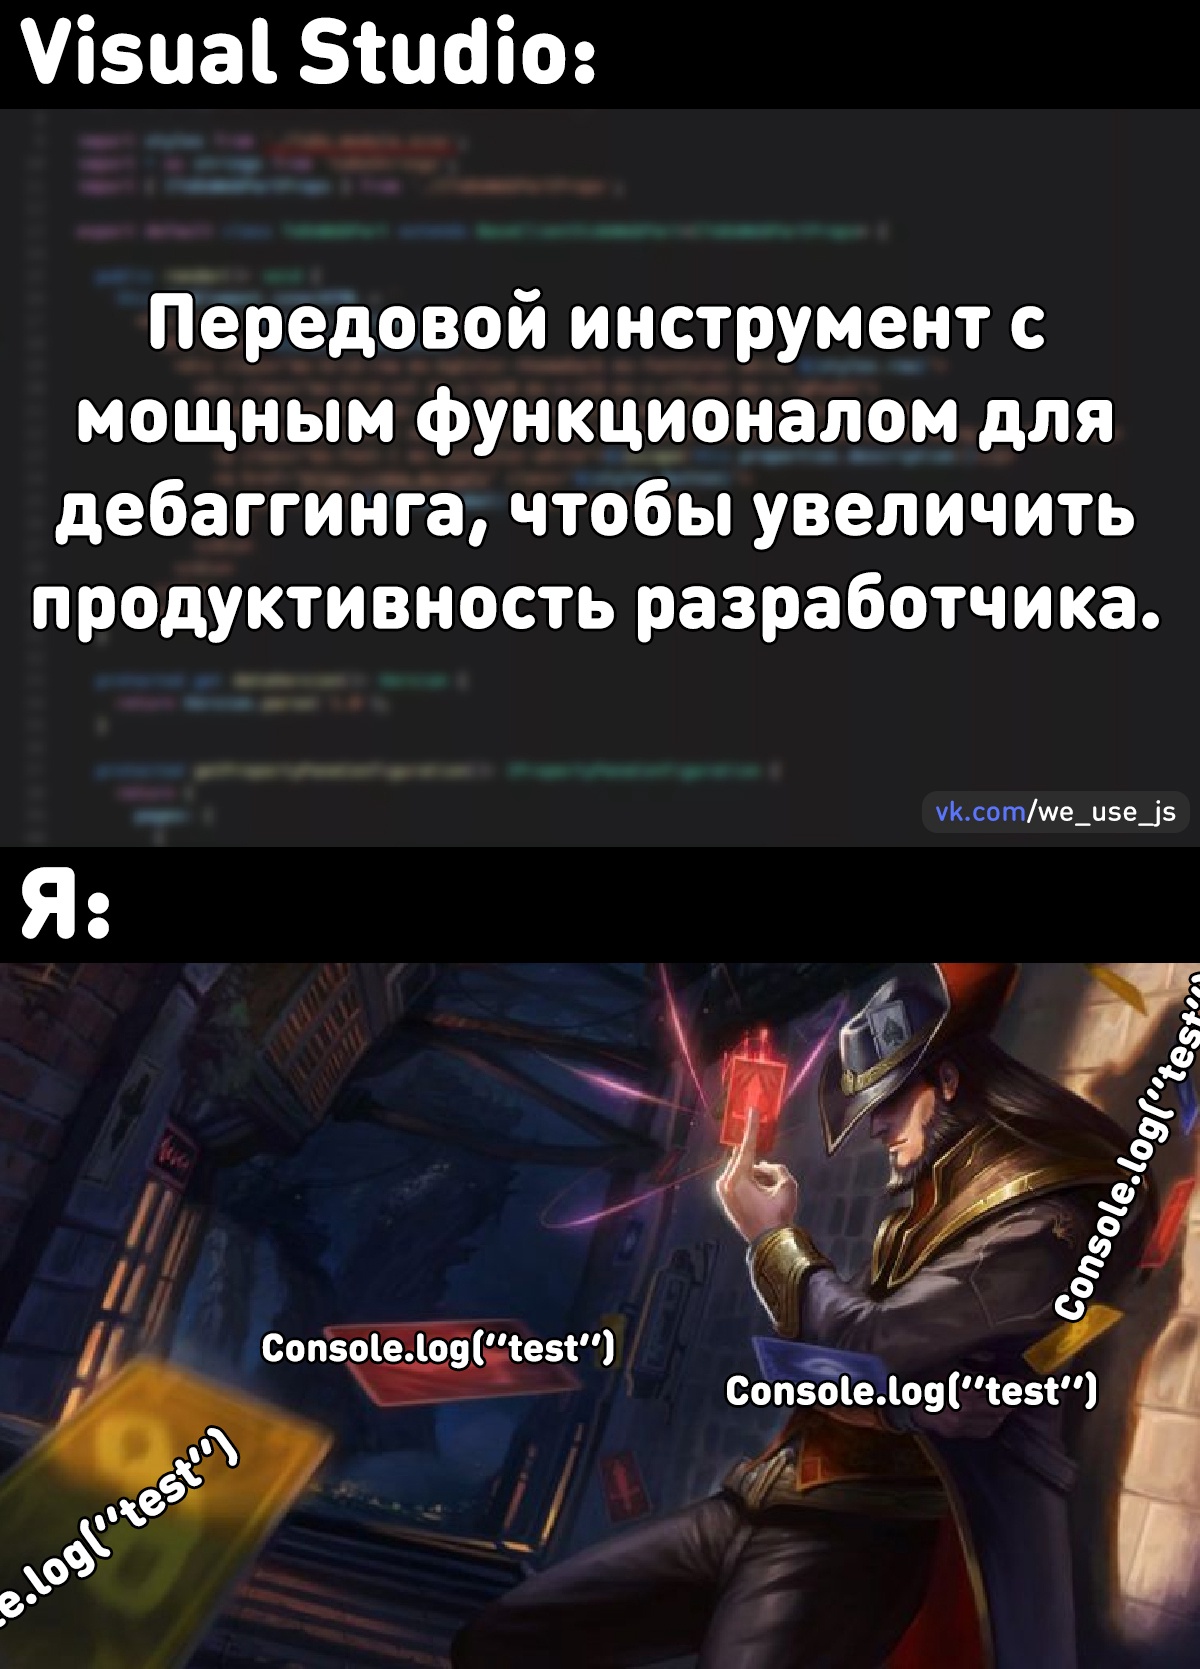 Visual Studio:
Передовой инструмент с
мощным функционалом для
дебаггинга, чтобы увеличить
продуктивность разработчика.
vk.com/we_use_js
Я:
Console.log(″test″)
Console.log(″test″)
Console.log(″test″)
e.log(″test″)